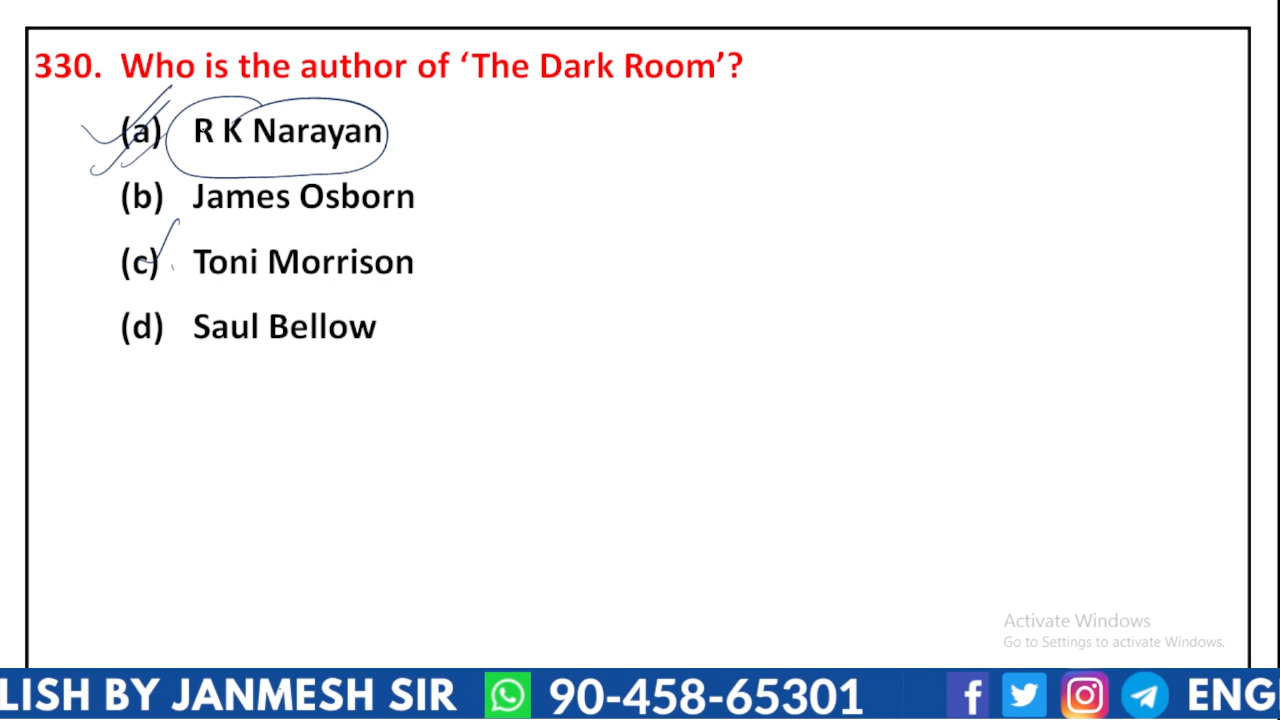 330. Who is the author of ‘The Dark Room’?
(a) R K Narayan
(b) James Osborn
(c) Toni Morrison
(d) Saul Bellow
Activate Windows
Go to Settings to activate Windows.
LISH BY JANMESH SIR 90-458-65301 ENG